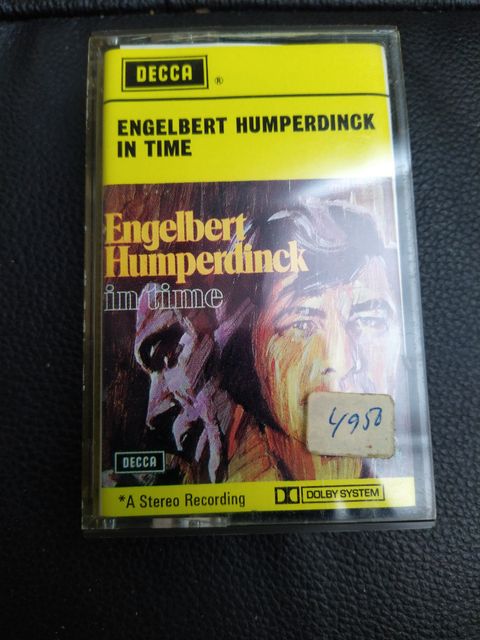 DECCA ®
ENGELBERT HUMPERDINCK
IN TIME
Engelbert
Humperdinck
in time
4950
DECCA
*A Stereo Recording
DOLBY SYSTEM